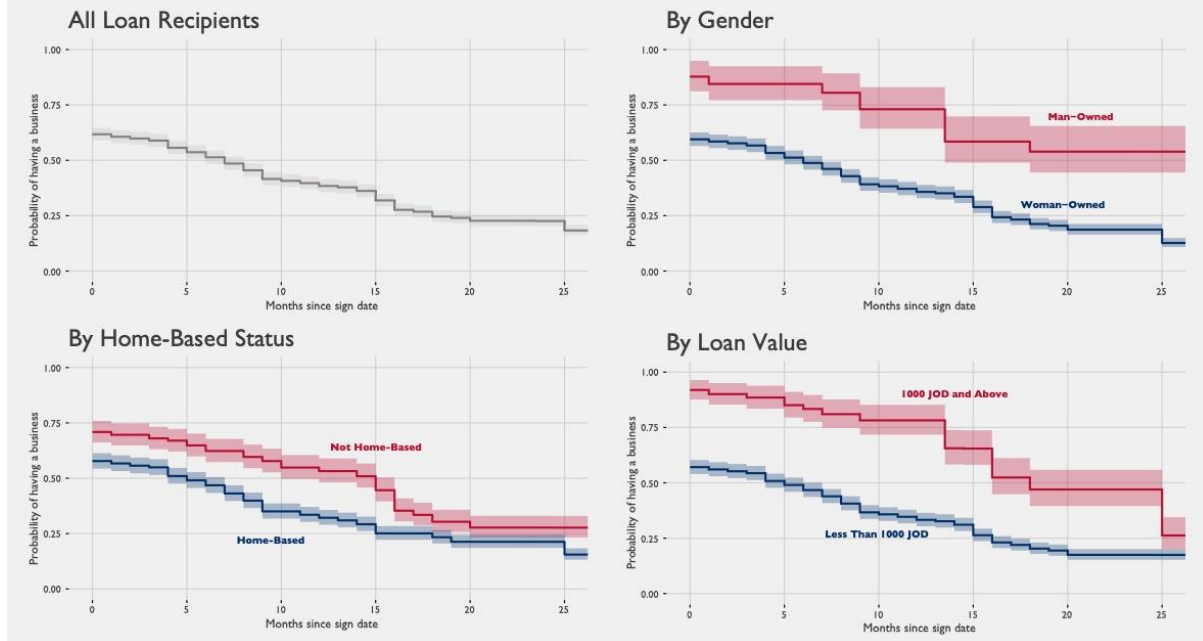 All Loan Recipients
Probability of having a business
1.00
0.75
0.50
0.25
0.00
0
5
10
15
20
25
Months since sign date
By Gender
Probability of having a business
1.00
0.75
0.50
0.25
0.00
Man-Owned
Woman-Owned
0
5
10
15
20
25
Months since sign date
By Home-Based Status
Probability of having a business
1.00
0.75
0.50
0.25
0.00
Not Home-Based
Home-Based
0
5
10
15
20
25
Months since sign date
By Loan Value
Probability of having a business
1.00
0.75
0.50
0.25
0.00
1000 JOD and Above
Less Than 1000 JOD
0
5
10
15
20
25
Months since sign date